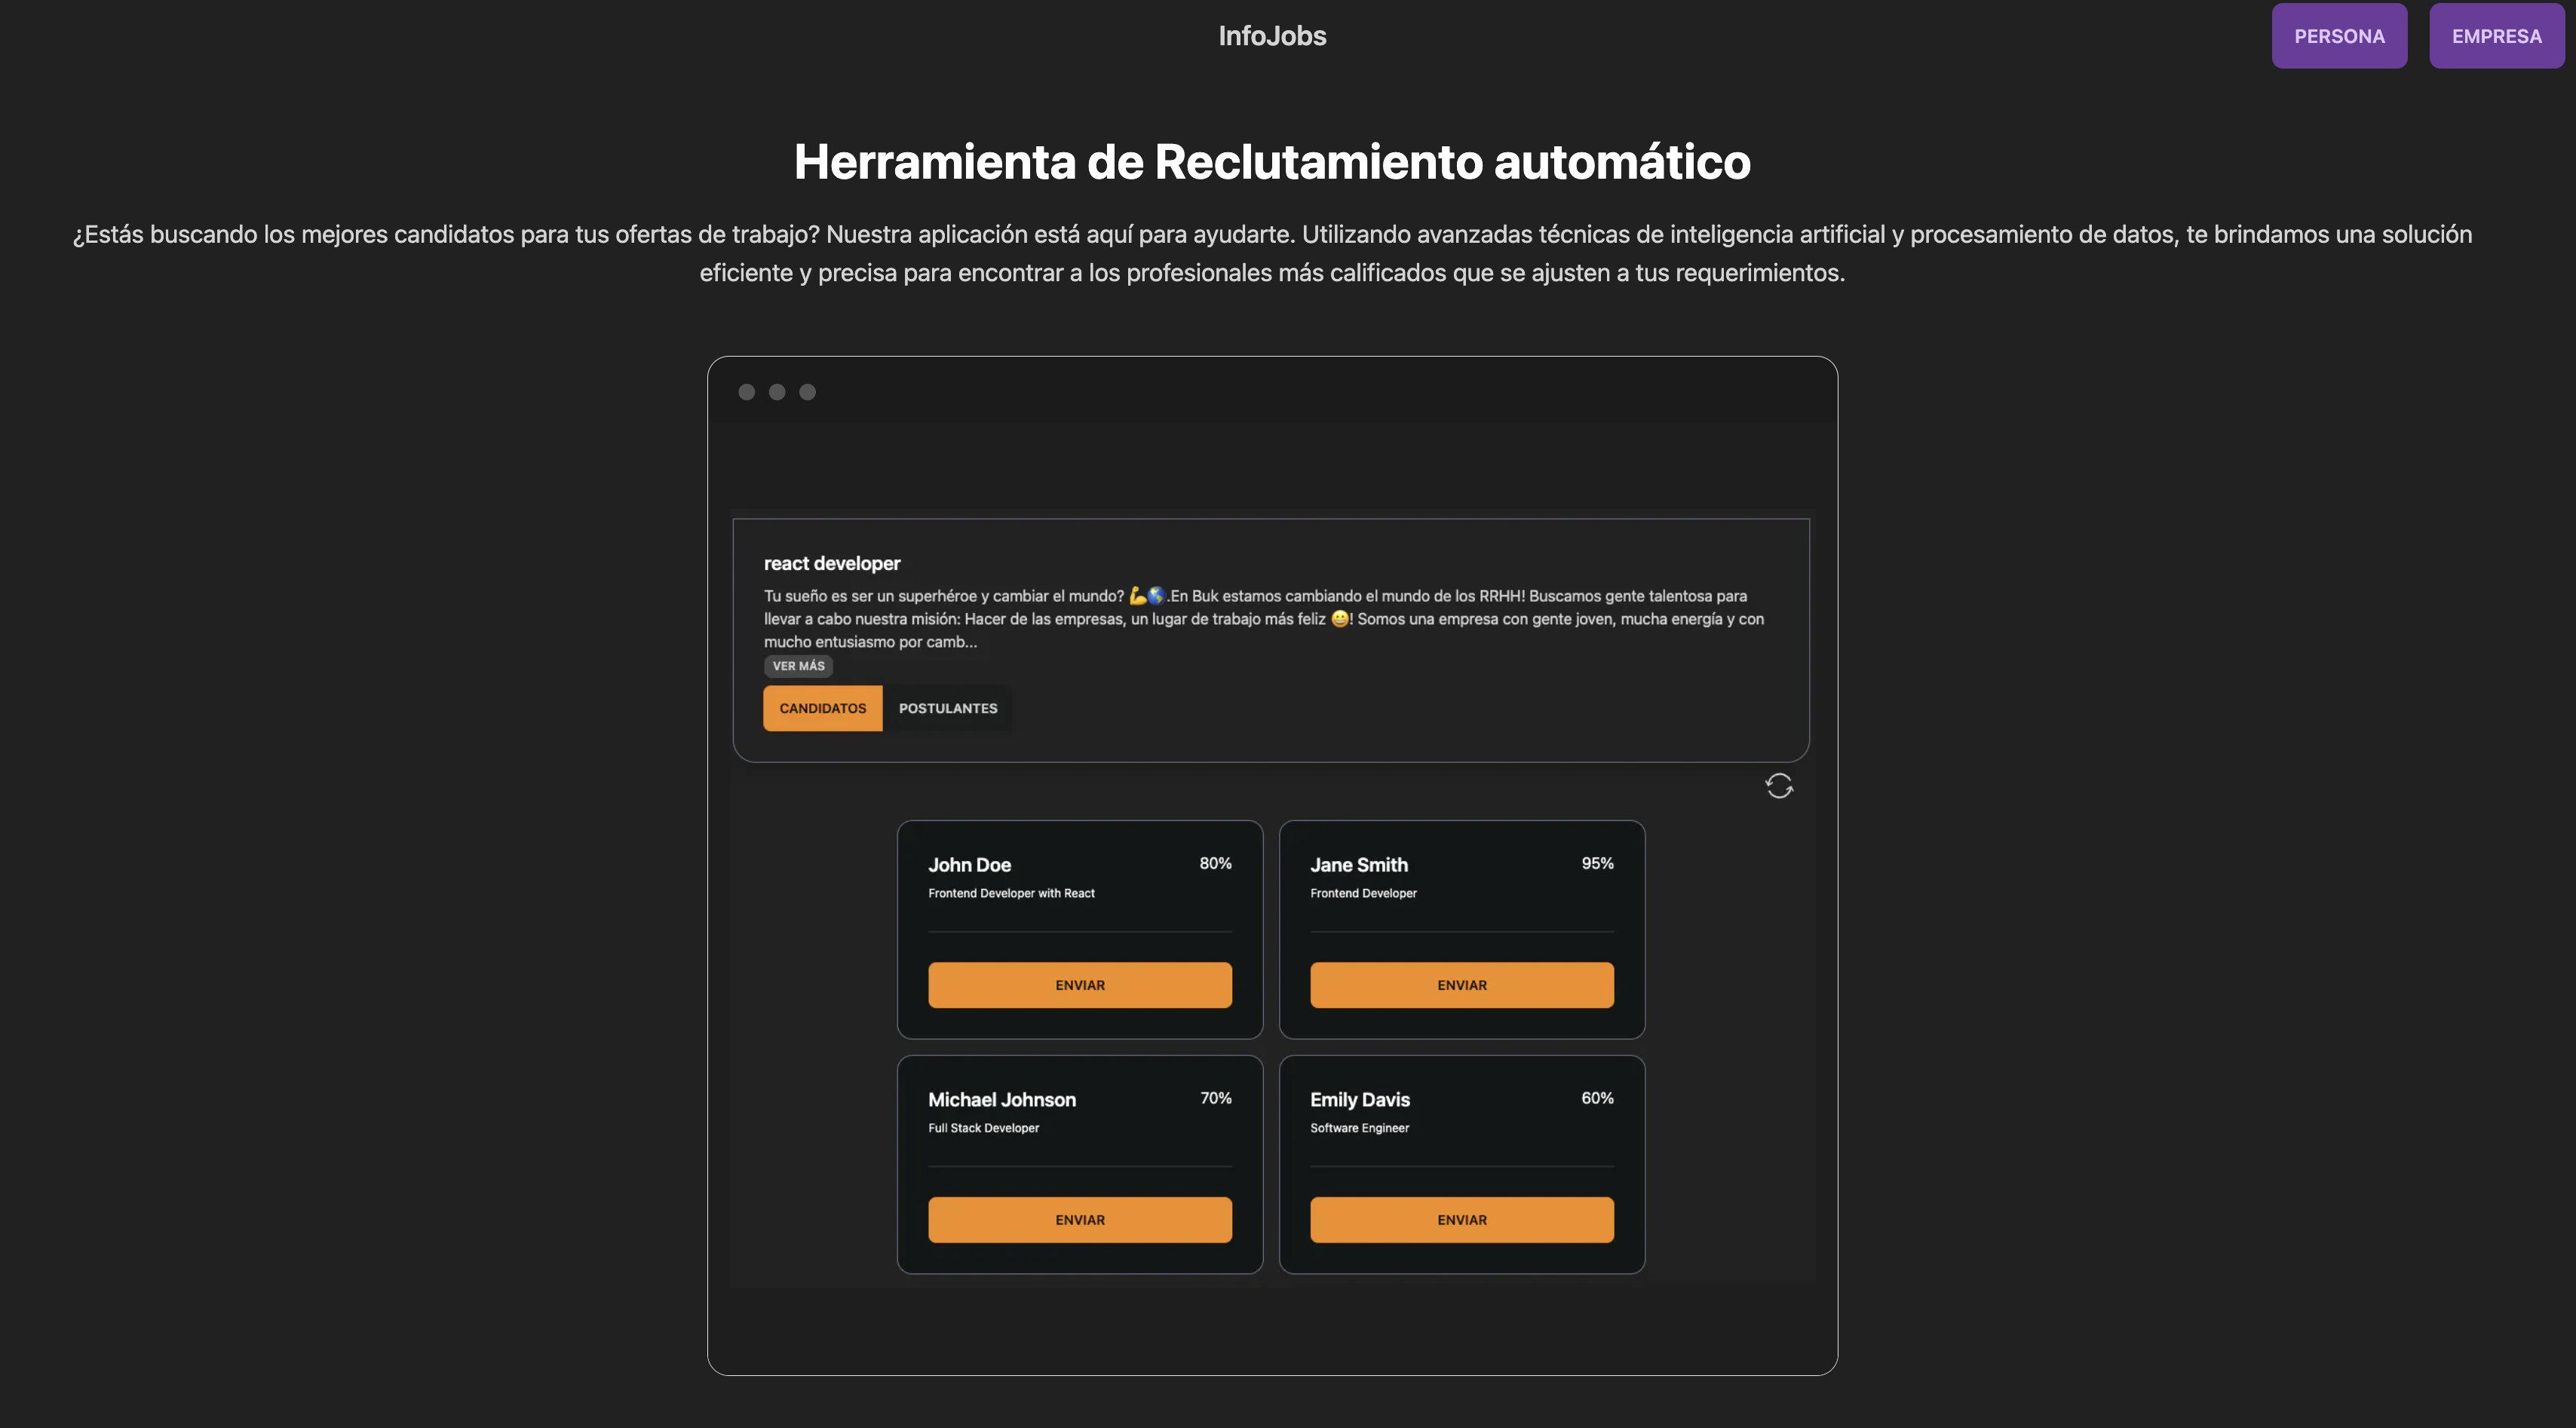 InfoJobs
PERSONA
EMPRESA
Herramienta de Reclutamiento automático
¿Estás buscando los mejores candidatos para tus ofertas de trabajo? Nuestra aplicación está aquí para ayudarte. Utilizando avanzadas técnicas de inteligencia artificial y procesamiento de datos, te brindamos una solución
eficiente y precisa para encontrar a los profesionales más calificados que se ajusten a tus requerimientos.
react developer
Tu sueño es ser un superhéroe y cambiar el mundo? 💪🌎.En Buk estamos cambiando el mundo de los RRHH! Buscamos gente talentosa para
llevar a cabo nuestra misión: Hacer de las empresas, un lugar de trabajo más feliz 😀! Somos una empresa con gente joven, mucha energía y con
mucho entusiasmo por camb...
VER MÁS
CANDIDATOS
POSTULANTES
John Doe
80%
Frontend Developer with React
ENVIAR
Jane Smith
95%
Frontend Developer
ENVIAR
Michael Johnson
70%
Full Stack Developer
ENVIAR
Emily Davis
60%
Software Engineer
ENVIAR